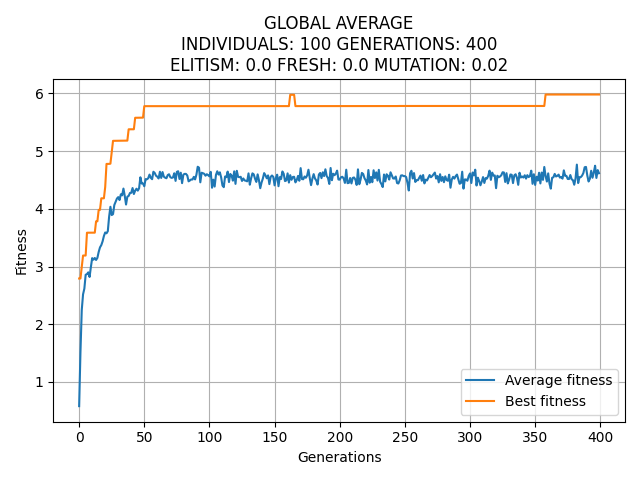 GLOBAL AVERAGE
INDIVIDUALS: 100 GENERATIONS: 400
ELITISM: 0.0 FRESH: 0.0 MUTATION: 0.02
6
5
4
3
2
1
Fitness
0
50
100
150
200
250
300
350
400
Generations
Average fitness
Best fitness